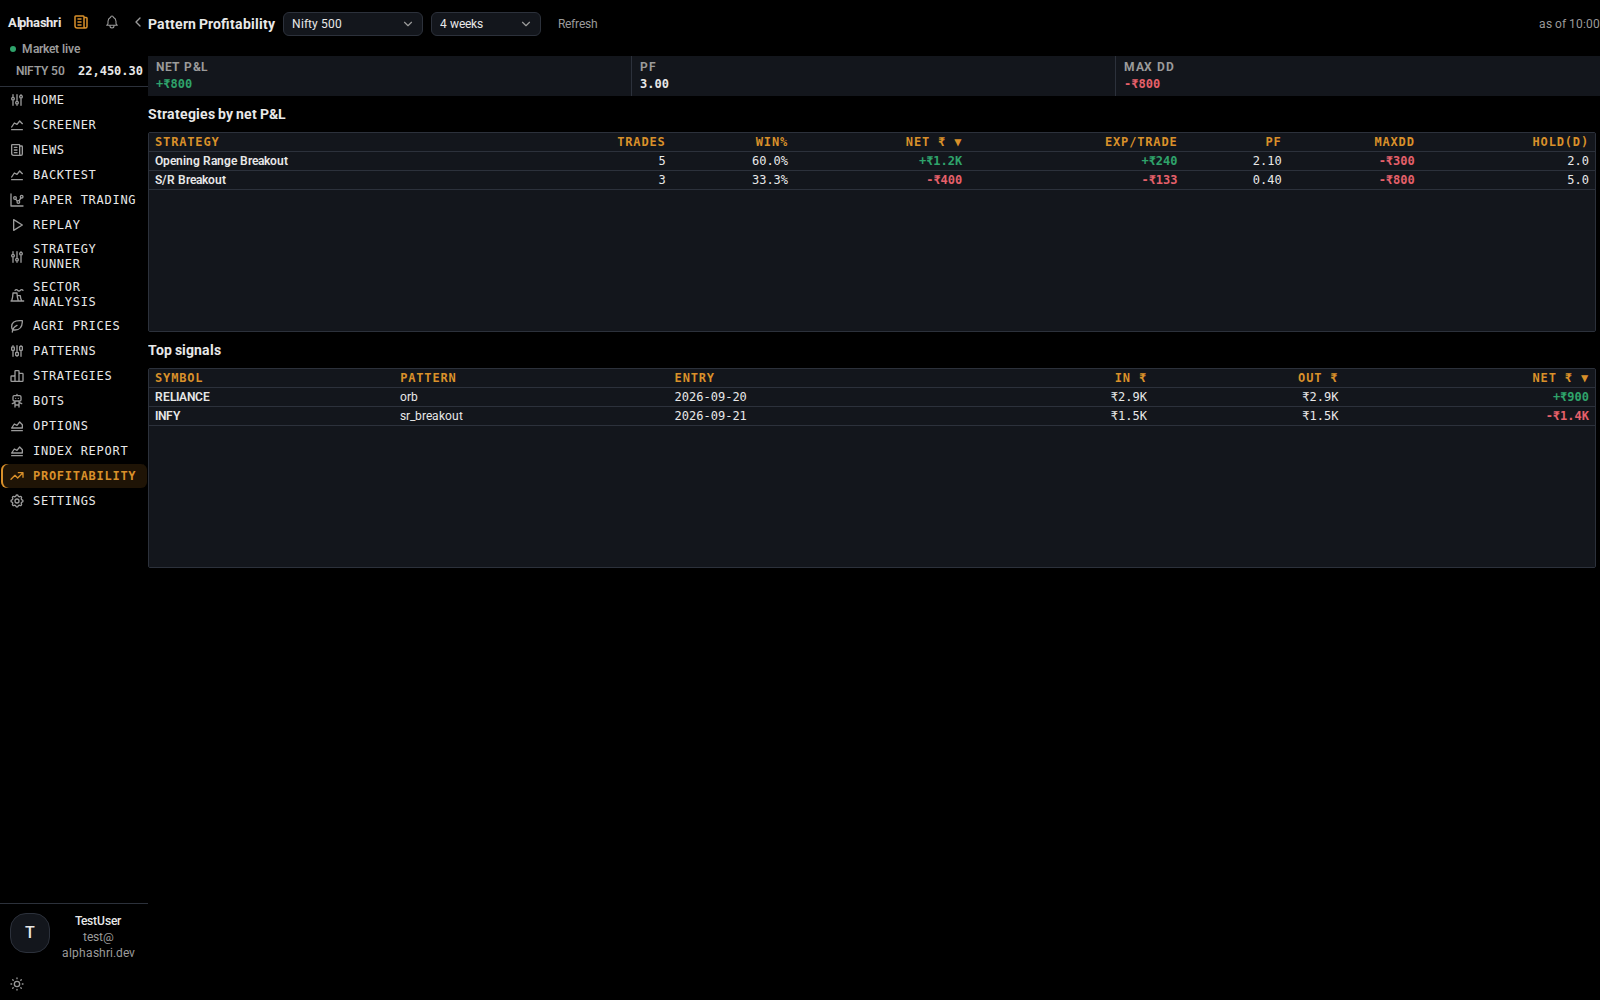 Alphashri
Market live
NIFTY 50 22,450.30
HOME
SCREENER
NEWS
BACKTEST
PAPER TRADING
REPLAY
STRATEGY
RUNNER
SECTOR
ANALYSIS
AGRI PRICES
PATTERNS
STRATEGIES
BOTS
OPTIONS
INDEX REPORT
PROFITABILITY
SETTINGS
TestUser
T
test@
alphashri.dev
Pattern Profitability Nifty 500 4 weeks Refresh as of 10:00
NET P&L PF MAX DD
+₹800 3.00 -₹800
Strategies by net P&L
STRATEGY TRADES WIN% NET ₹ ▼ EXP/TRADE PF MAXDD HOLD(D)
Opening Range Breakout 5 60.0% +₹1.2K +₹240 2.10 -₹300 2.0
S/R Breakout 3 33.3% -₹400 -₹133 0.40 -₹800 5.0
Top signals
SYMBOL PATTERN ENTRY IN ₹ OUT ₹ NET ₹ ▼
RELIANCE orb 2026-09-20 ₹2.9K ₹2.9K +₹900
INFY sr_breakout 2026-09-21 ₹1.5K ₹1.5K -₹1.4K